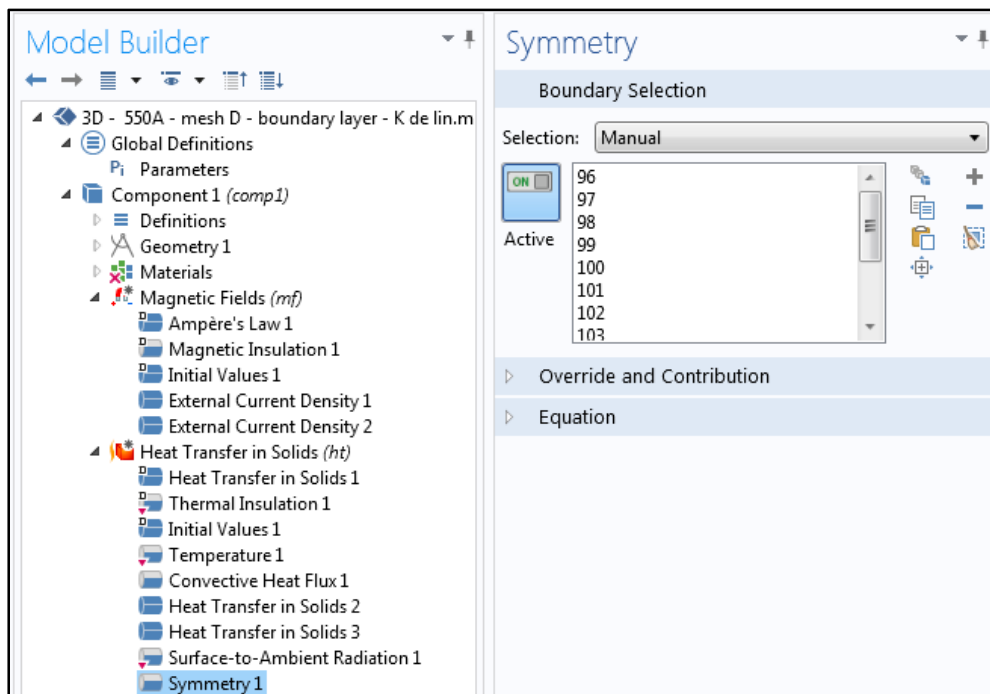 Model Builder
3D - 550A - mesh D - boundary layer - K de lin.m
Global Definitions
Pi Parameters
Component 1 (comp1)
Definitions
Geometry 1
Materials
Magnetic Fields (mf)
D Ampère's Law 1
D Magnetic Insulation 1
D Initial Values 1
External Current Density 1
External Current Density 2
Heat Transfer in Solids (ht)
D Heat Transfer in Solids 1
D Thermal Insulation 1
D Initial Values 1
Temperature 1
Convective Heat Flux 1
Heat Transfer in Solids 2
Heat Transfer in Solids 3
Surface-to-Ambient Radiation 1
Symmetry 1
Symmetry
Boundary Selection
Selection: Manual
ON
Active
96
97
98
99
100
101
102
103
Override and Contribution
Equation